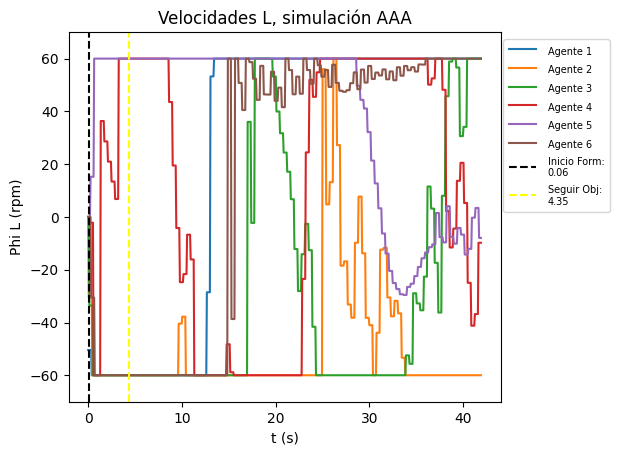 Velocidades L, simulación AAA
Phi L (rpm)
60
40
20
0
−20
−40
−60
0
10
20
30
40
t (s)
Agente 1
Agente 2
Agente 3
Agente 4
Agente 5
Agente 6
Inicio Form:
0.06
Seguir Obj:
4.35